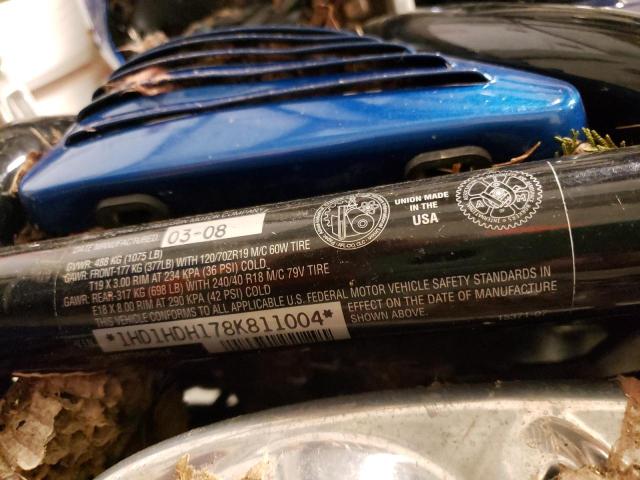 MOTOR COMPANY
DATE MANUFACTURED 03-08
GVWR: 488 KG (1075 LB)
GAWR: FRONT-177 KG (377LB) WITH 120/70ZR19 M/C 60W TIRE
T19 X 3.00 RIM AT 234 KPA (36 PSI) COLD
GAWR: REAR-317 KG (698 LB) WITH 240/40 R18 M/C 79V TIRE
E18 X 8.00 RIM AT 290 KPA (42 PSI) COLD
THIS VEHICLE CONFORMS TO ALL APPLICABLE U.S. FEDERAL MOTOR VEHICLE SAFETY STANDARDS IN
EFFECT ON THE DATE OF MANUFACTURE
SHOWN ABOVE.
*1HD1HDH178K811004*
UNION MADE
IN THE
USA